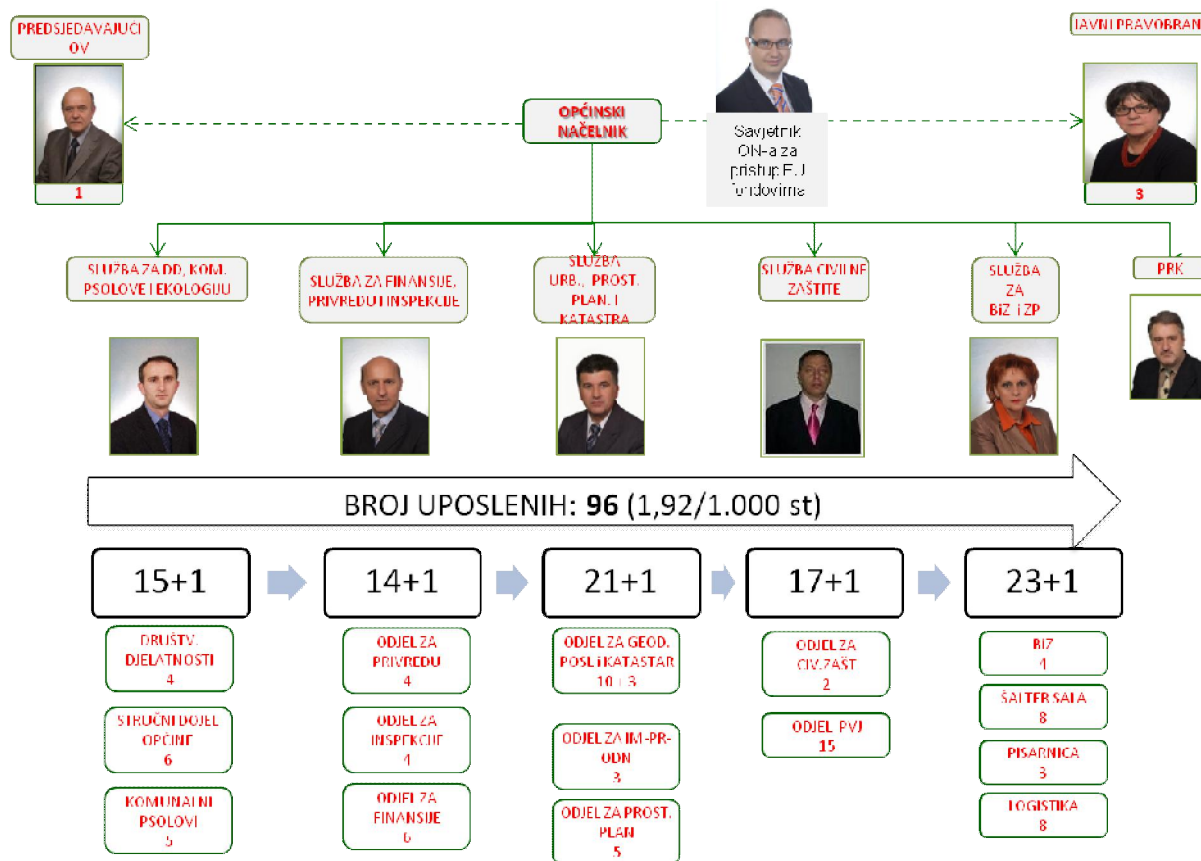 PREDSJEDAVAJUĆI
OV
1
OPĆINSKI
NAČELNIK
Savjetnik
ON-a za
pristup EU
fondovima
JAVNI PRAVOBRAN
3
SLUŽBA ZA DD, KOM.
PSOLOVE I EKOLOGIJU
SLUŽBA ZA FINANSIJE,
PRIVREDU I INSPEKCIJE
SLUŽBA
URB., PROST.
PLAN. I
KATASTRA
SLUŽBA CIVILNE
ZAŠTITE
SLUŽBA
ZA
BiZ i ZP
PRK
BROJ UPOSLENIH: 96 (1,92/1.000 st)
15+1
14+1
21+1
17+1
23+1
DRUŠTV.
DJELATNOSTI
4
STRUČNI DOJEL
OPĆINE
6
KOMUNALNI
PSOLOVI
5
ODJEL ZA
PRIVREDU
4
ODJEL ZA
INSPEKCIJE
4
ODJEL ZA
FINANSIJE
6
ODJEL ZA GEOD.
POSL i KATASTAR
10 + 3
ODJEL ZA IM-PR-
ODN
3
ODJEL ZA PROST.
PLAN
5
ODJEL ZA
CIV.ZAŠT
2
ODJEL PVJ
15
BIZ
4
ŠALTER SALA
8
PISARNICA
3
LOGISTIKA
8